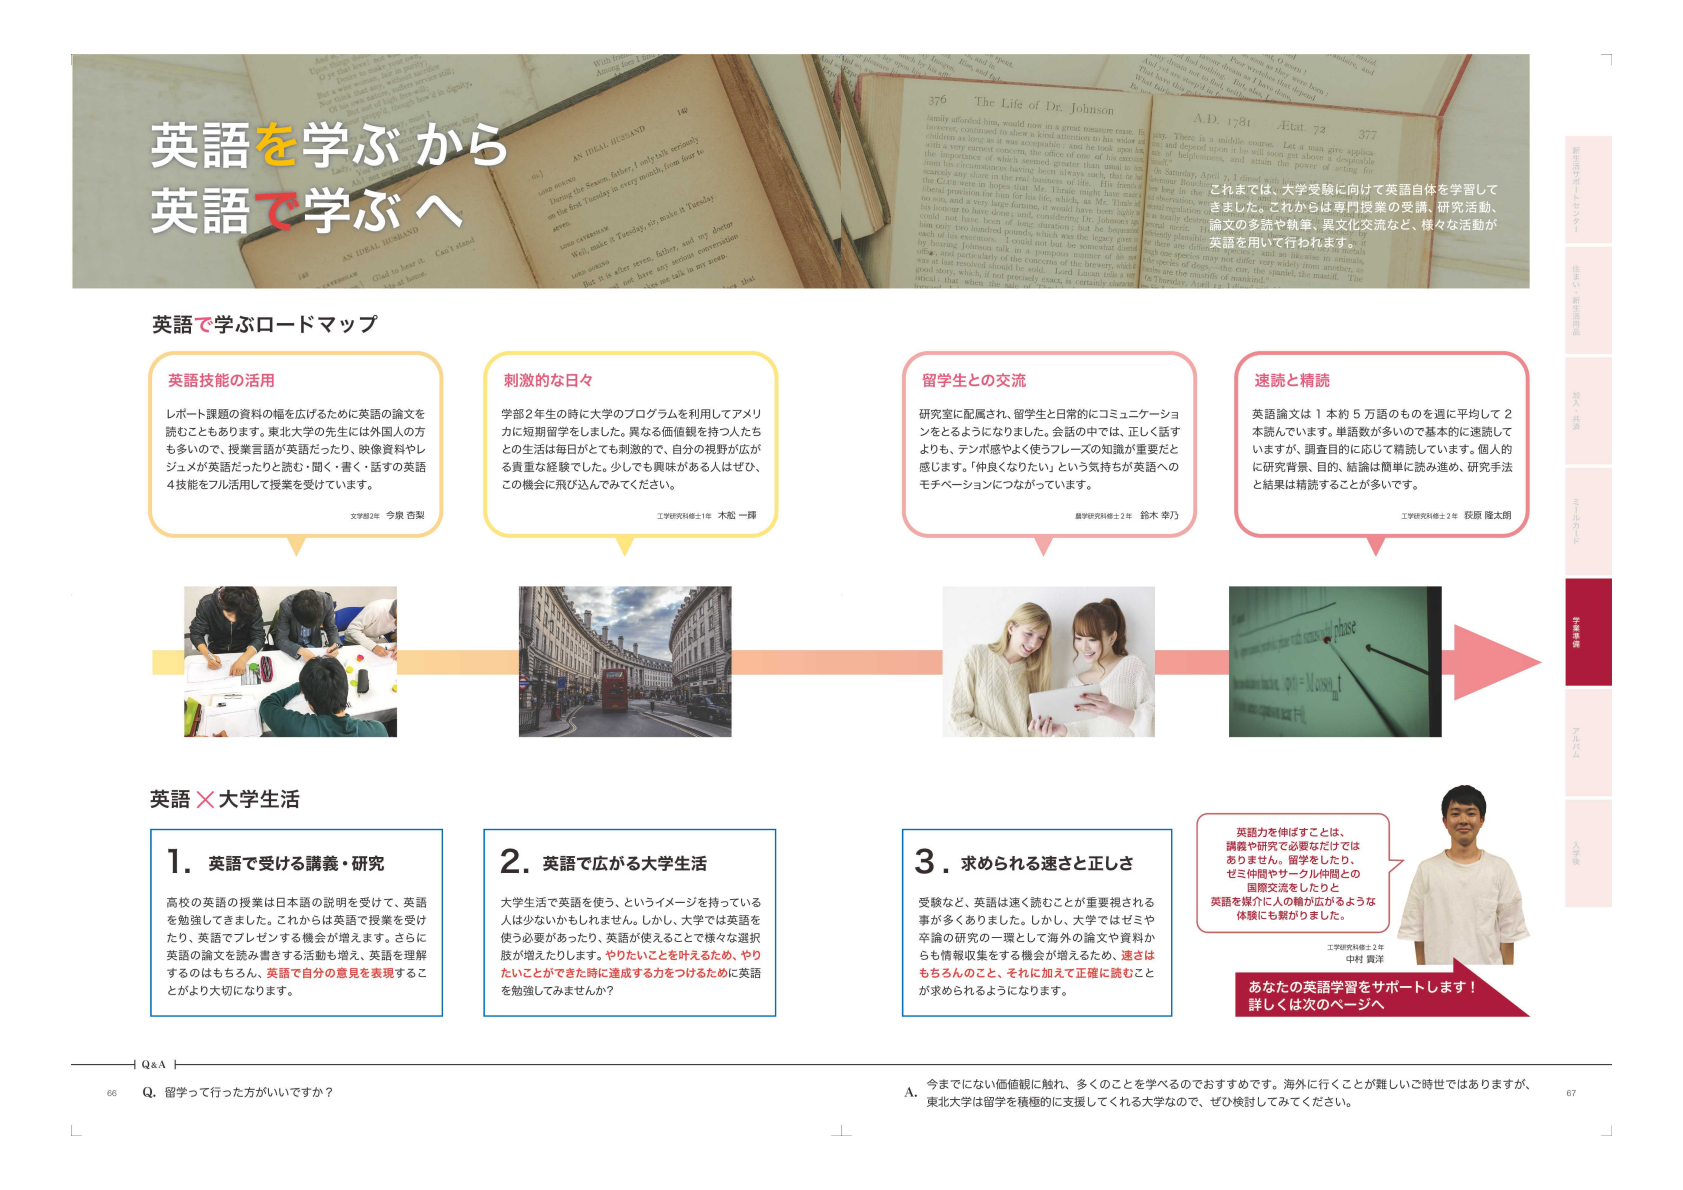 英語を学ぶ から
英語で学ぶ へ
これまでは、大学受験に向けて英語自体を学習して
きました。これからは専門授業の受講、研究活動、
論文の多読や執筆、異文化交流など、様々な活動が
英語を用いて行われます。
376 The Life of Dr. Johnson
A.D. 1781 Ætat. 72 377
AN IDEAL HUSBAND 149
英語で学ぶロードマップ
英語技能の活用
レポート課題の資料の幅を広げるために英語の論文を
読むこともあります。東北大学の先生には外国人の方
も多いので、授業言語が英語だったり、映像資料やレ
ジュメが英語だったりと読む・聞く・書く・話すの英語
4技能をフル活用して授業を受けています。
文学部2年 今泉 杏梨
刺激的な日々
学部2年生の時に大学のプログラムを利用してアメリ
カに短期留学をしました。異なる価値観を持つ人たち
との生活は毎日がとても刺激的で、自分の視野が広が
る貴重な経験でした。少しでも興味がある人はぜひ、
この機会に飛び込んでみてください。
工学研究科修士1年 木舩 一輝
留学生との交流
研究室に配属され、留学生と日常的にコミュニケーショ
ンをとるようになりました。会話の中では、正しく話す
よりも、テンポ感やよく使うフレーズの知識が重要だと
感じます。「仲良くなりたい」という気持ちが英語への
モチベーションにつながっています。
農学研究科修士2年 鈴木 幸乃
速読と精読
英語論文は1本約5万語のものを週に平均して2
本読んでいます。単語数が多いので基本的に速読して
いますが、調査目的に応じて精読しています。個人的
に研究背景、目的、結論は簡単に読み進め、研究手法
と結果は精読することが多いです。
工学研究科修士2年 荻原 隆太朗
phase
英語×大学生活
1. 英語で受ける講義・研究
高校の英語の授業は日本語の説明を受けて、英語
を勉強してきました。これからは英語で授業を受け
たり、英語でプレゼンする機会が増えます。さらに
英語の論文を読み書きする活動も増え、英語を理解
するのはもちろん、英語で自分の意見を表現するこ
とがより大切になります。
2. 英語で広がる大学生活
大学生活で英語を使う、というイメージを持っている
人は少ないかもしれません。しかし、大学では英語を
使う必要があったり、英語が使えることで様々な選択
肢が増えたりします。やりたいことを叶えるため、やり
たいことができた時に達成する力をつけるために英語
を勉強してみませんか?
3. 求められる速さと正しさ
受験など、英語は速く読むことが重要視される
事が多くありました。しかし、大学ではゼミや
卒論の研究の一環として海外の論文や資料か
らも情報収集をする機会が増えるため、速さは
もちろんのこと、それに加えて正確に読むこと
が求められるようになります。
英語力を伸ばすことは、
講義や研究で必要なだけでは
ありません。留学をしたり、
ゼミ仲間やサークル仲間との
国際交流をしたりと
英語を媒介に人の輪が広がるような
体験にも繋がりました。
工学研究科修士2年
中村 貫洋
あなたの英語学習をサポートします!
詳しくは次のページへ
新生活サポートセンター
住まい・新生活用品
加入・共済
ミールカード
学業準備
アルバム
入学後
Q&A
66 Q. 留学って行った方がいいですか?
A. 今までにない価値観に触れ、多くのことを学べるのでおすすめです。海外に行くことが難しいご時世ではありますが、
東北大学は留学を積極的に支援してくれる大学なので、ぜひ検討してみてください。
67